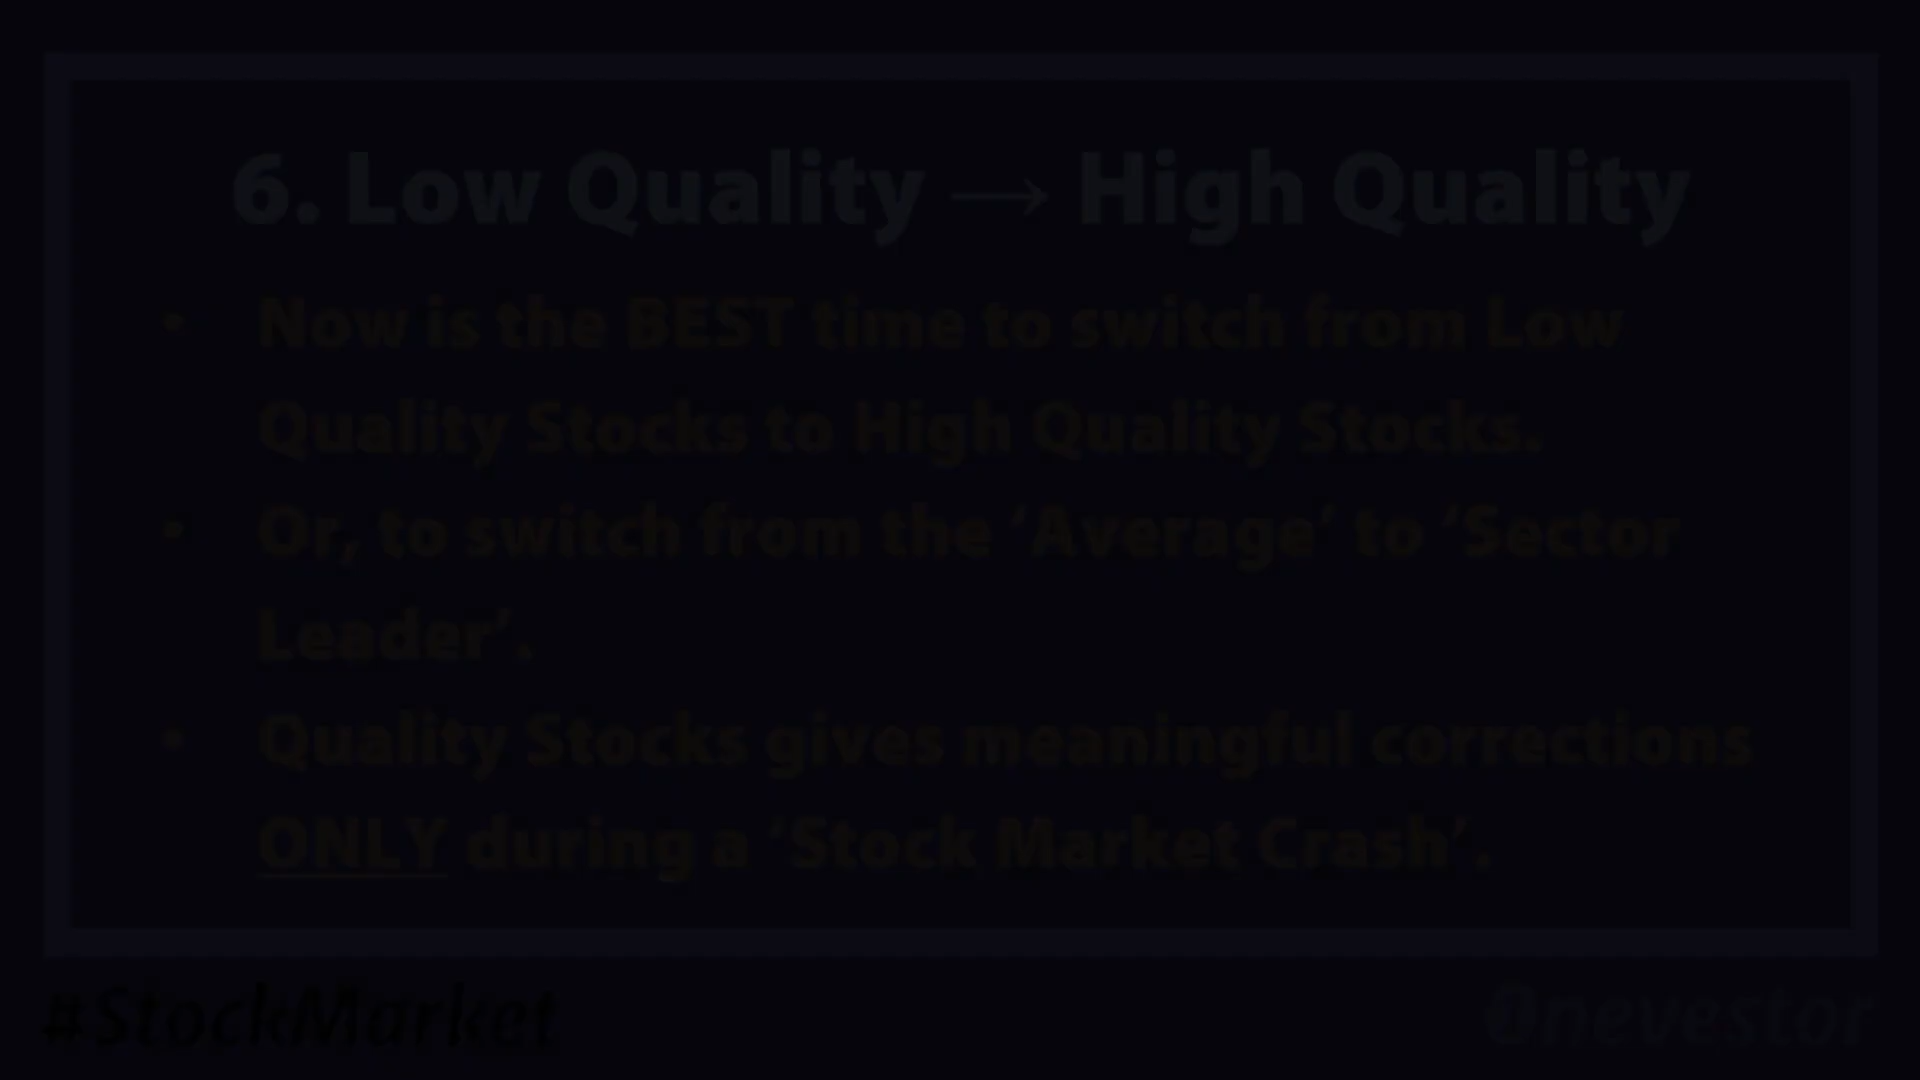 6. Low Quality → High Quality
• Now is the BEST time to switch from Low
Quality Stocks to High Quality Stocks.
• Or, to switch from the ‘Average’ to ‘Sector
Leader’.
• Quality Stocks gives meaningful corrections
ONLY during a ‘Stock Market Crash’.
#StockMarket
Onevestor